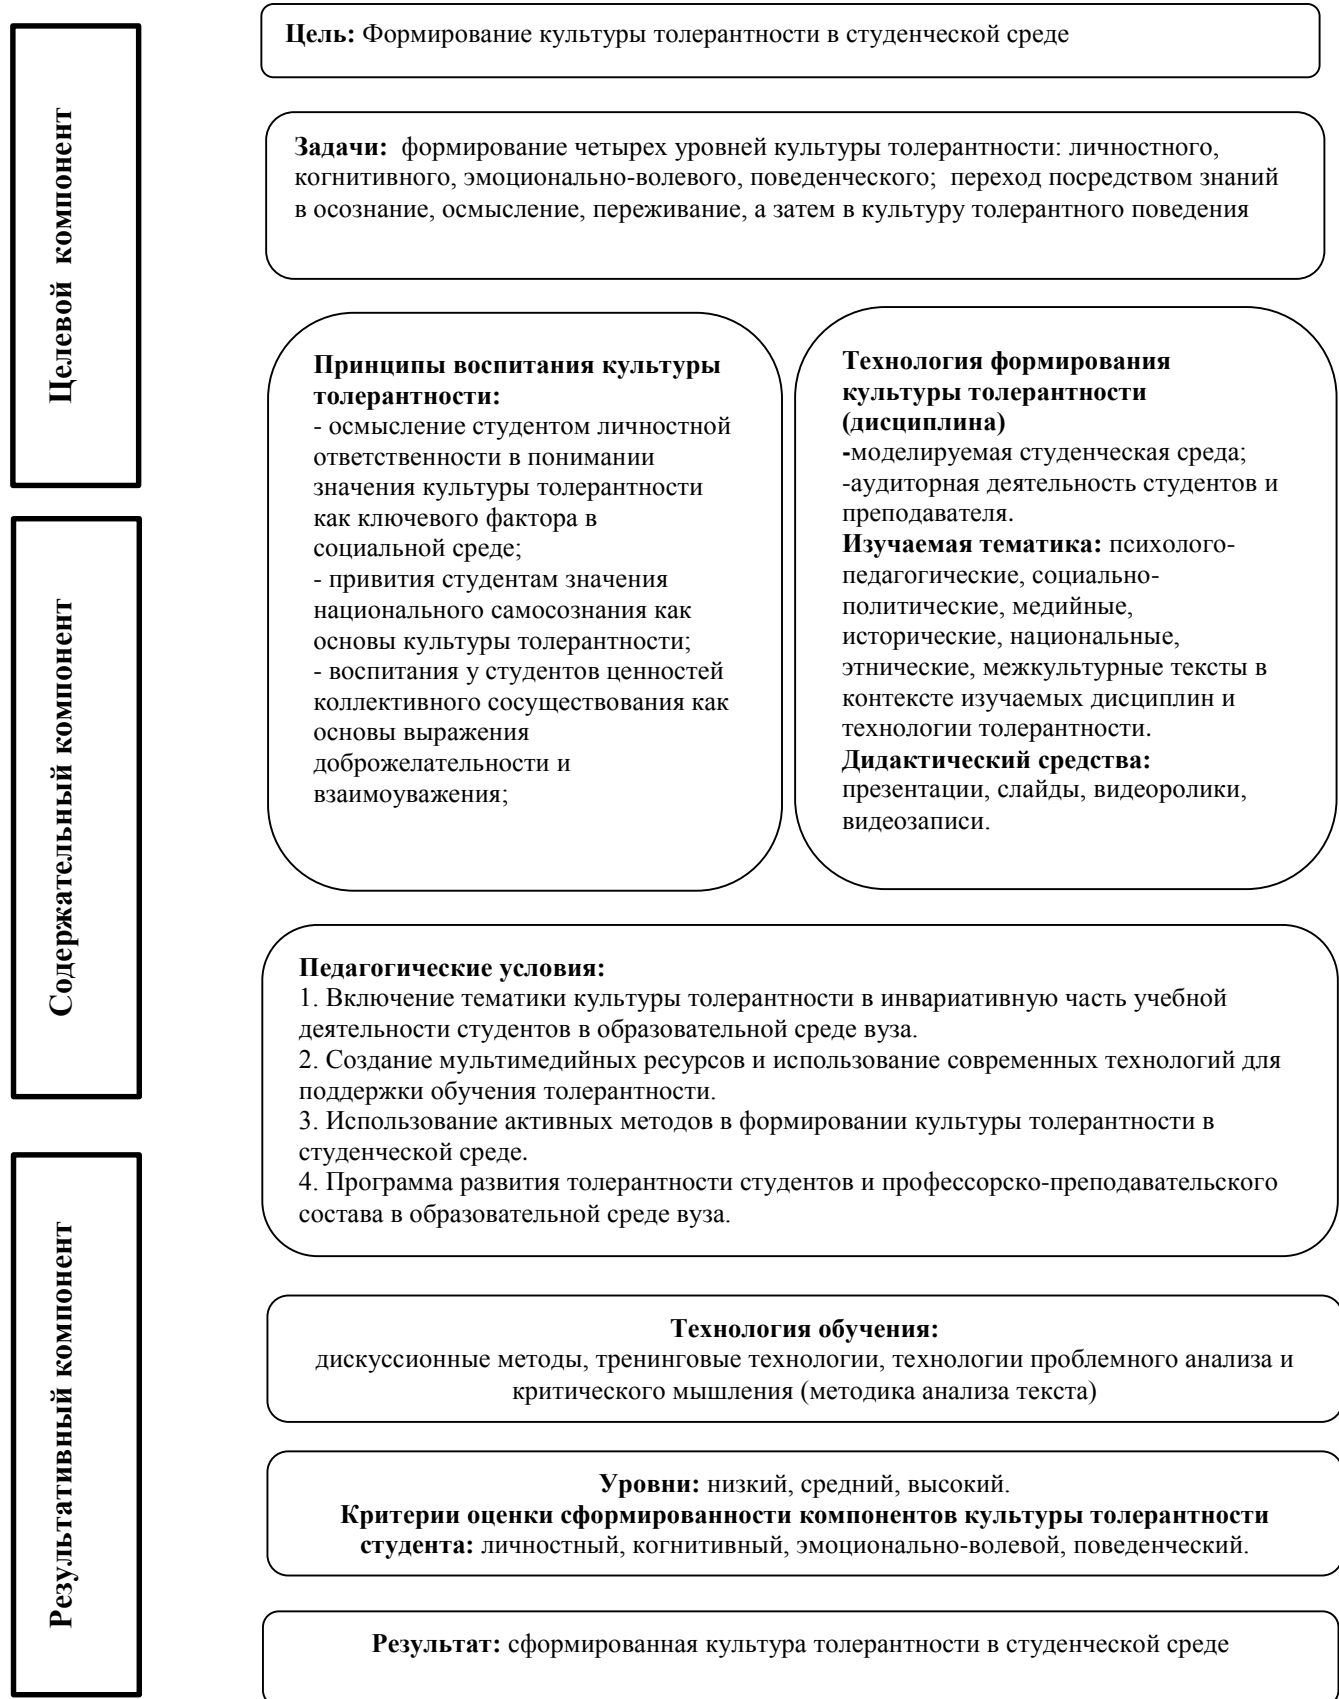 Целевой компонент
Цель: Формирование культуры толерантности в студенческой среде
Задачи: формирование четырех уровней культуры толерантности: личностного,
когнитивного, эмоционально-волевого, поведенческого; переход посредством знаний
в осознание, осмысление, переживание, а затем в культуру толерантного поведения
Содержательный компонент
Принципы воспитания культуры
толерантности:
- осмысление студентом личностной
ответственности в понимании
значения культуры толерантности
как ключевого фактора в
социальной среде;
- привития студентам значения
национального самосознания как
основы культуры толерантности;
- воспитания у студентов ценностей
коллективного сосуществования как
основы выражения
доброжелательности и
взаимоуважения;
Технология формирования
культуры толерантности
(дисциплина)
-моделируемая студенческая среда;
-аудиторная деятельность студентов и
преподавателя.
Изучаемая тематика: психолого-
педагогические, социально-
политические, медийные,
исторические, национальные,
этнические, межкультурные тексты в
контексте изучаемых дисциплин и
технологии толерантности.
Дидактический средства:
презентации, слайды, видеоролики,
видеозаписи.
Педагогические условия:
1. Включение тематики культуры толерантности в инвариативную часть учебной
деятельности студентов в образовательной среде вуза.
2. Создание мультимедийных ресурсов и использование современных технологий для
поддержки обучения толерантности.
3. Использование активных методов в формировании культуры толерантности в
студенческой среде.
4. Программа развития толерантности студентов и профессорско-преподавательского
состава в образовательной среде вуза.
Результативный компонент
Технология обучения:
дискуссионные методы, тренинговые технологии, технологии проблемного анализа и
критического мышления (методика анализа текста)
Уровни: низкий, средний, высокий.
Критерии оценки сформированности компонентов культуры толерантности
студента: личностный, когнитивный, эмоционально-волевой, поведенческий.
Результат: сформированная культура толерантности в студенческой среде